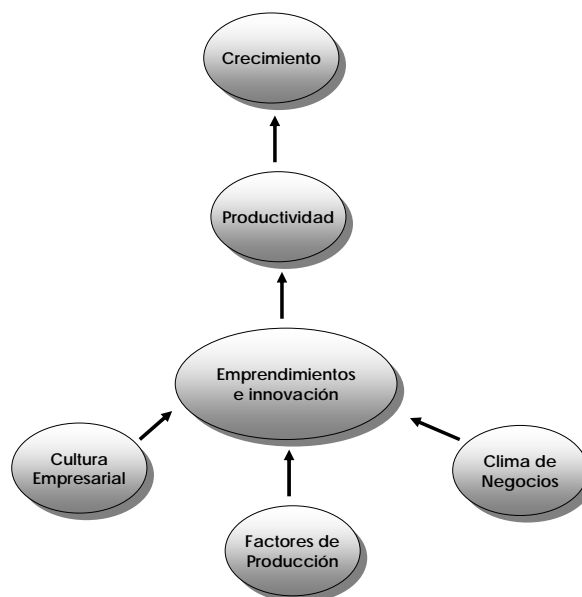 Crecimiento
Productividad
Emprendimientos
e innovación
Cultura
Empresarial
Clima de
Negocios
Factores de
Producción